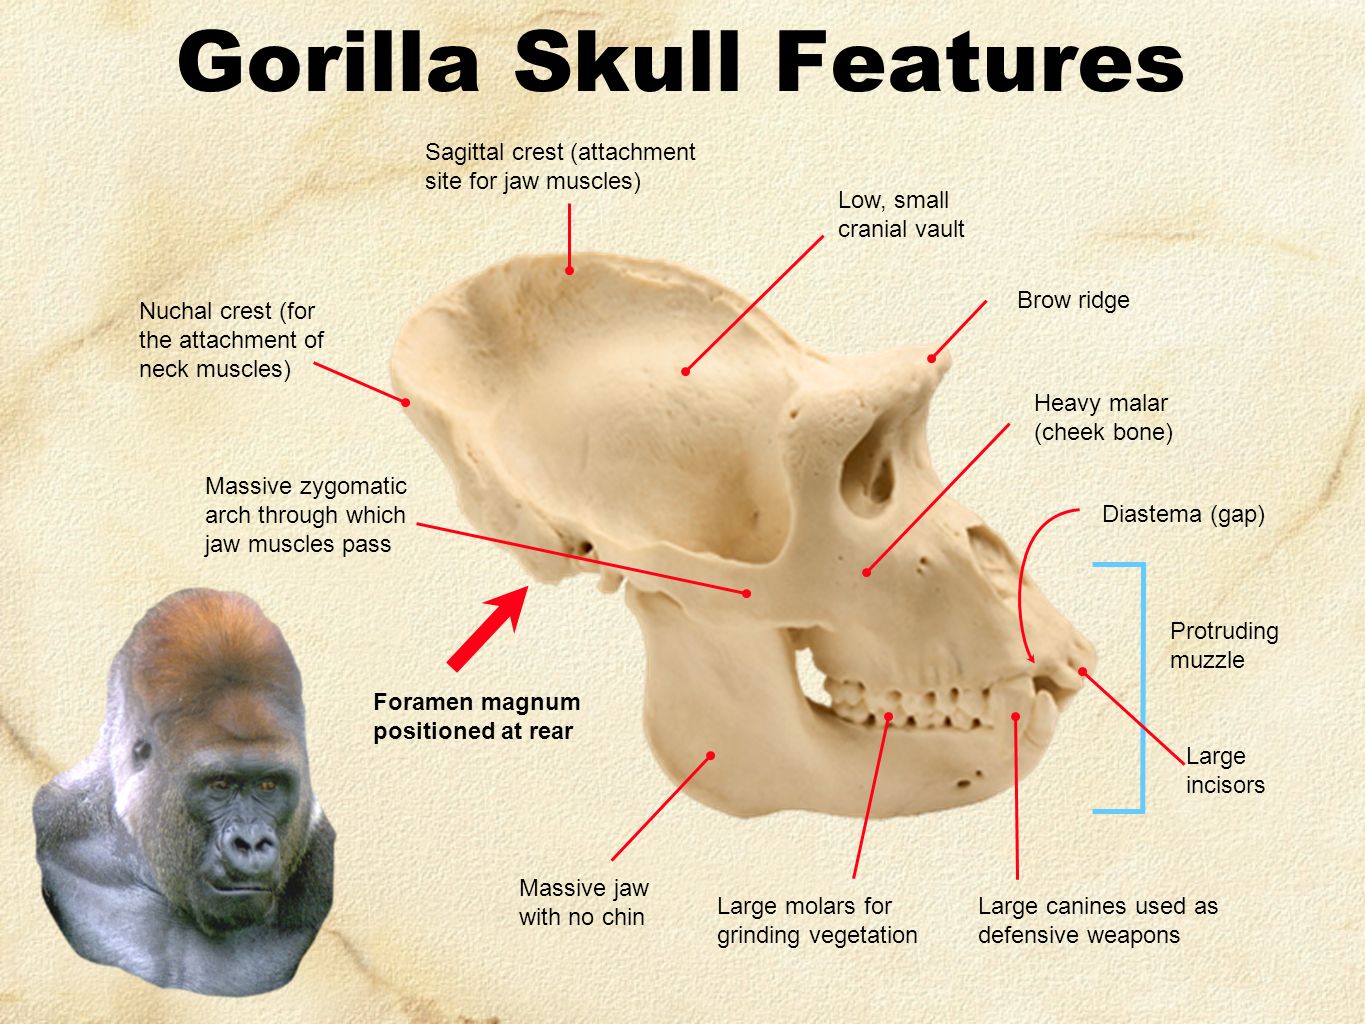 Gorilla Skull Features
Sagittal crest (attachment
site for jaw muscles)
Low, small
cranial vault
Brow ridge
Nuchal crest (for
the attachment of
neck muscles)
Heavy malar
(cheek bone)
Massive zygomatic
arch through which
jaw muscles pass
Diastema (gap)
Protruding
muzzle
Foramen magnum
positioned at rear
Large
incisors
Massive jaw
with no chin
Large molars for
grinding vegetation
Large canines used as
defensive weapons